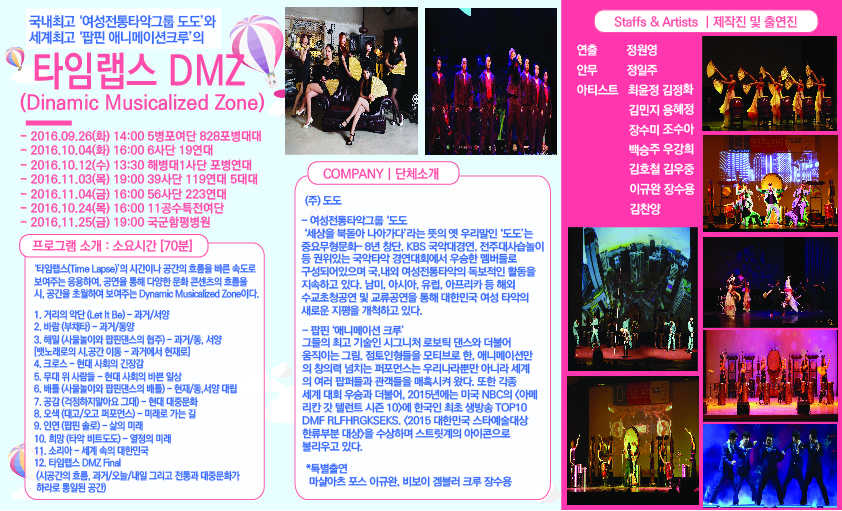 국내최고 '여성전통타악그룹 도도'와
세계최고 '팝핀 애니메이션크루'의
타임랩스 DMZ
(Dinamic Musicalized Zone)
- 2016.09.26(화) 14:00 5병포여단 828포병대대
- 2016.10.04(화) 16:00 6사단 19연대
- 2016.10.12(수) 13:30 해병대1사단 포병연대
- 2016.11.03(목) 19:00 39사단 119연대 5대대
- 2016.11.04(금) 16:00 56사단 223연대
- 2016.10.24(목) 16:00 11공수특전여단
- 2016.11.25(금) 19:00 국군함평병원
프로그램 소개 : 소요시간 [70분]
'타임랩스(Time Lapse)'의 시간이나 공간의 흐름을 빠른 속도로
보여주는 응용하여, 공연을 통해 다양한 문화 콘센츠의 흐름을
시, 공간을 초월하여 보여주는 Dynamic Musicalized Zone이다.
1. 거리의 악단 (Let It Be) - 과거/서양
2. 바람 (부채타) - 과거/동양
3. 해밀 (사물놀이와 팝핀댄스의 협주) - 과거/동, 서양
[뱃노래로의 시,공간 이동 - 과거에서 현재로]
4. 크로스 - 현대 사회의 긴장감
5. 무대 위 사람들 - 현대 사회의 바쁜 일상
6. 배틀 (사물놀이와 팝핀댄스의 배틀) - 현재/동,서양 대립
7. 공감 (걱정하지말아요 그대) - 현대 대중문화
8. 오색 (대고/오고 퍼포먼스) - 미래로 가는 길
9. 인연 (팝핀 솔로) - 삶의 미래
10. 희망 (타악 비트도도) - 열정의 미래
11. 소리아 - 세계 속의 대한민국
12. 타임랩스 DMZ Final
(시공간의 흐름, 과거/오늘/내일 그리고 전통과 대중문화가
하라로 통일된 공간)
COMPANY | 단체소개
(주) 도도
- 여성전통타악그룹 '도도
'세상을 북돋아 나아가다'라는 뜻의 옛 우리말인 '도도'는
중요무형문화- 8년 창단, KBS 국악대경연, 전주대사습놀이
등 권위있는 국악타악 경연대회에서 우승한 멤버들로
구성되어있으며 국,내외 여성전통타악의 독보적인 활동을
지속하고 있다. 남미, 아시아, 유럽, 아프리카 등 해외
수교초청공연 및 교류공연을 통해 대한민국 여성 타악의
새로운 지평을 개척하고 있다.
- 팝핀 '애니메이션 크루'
그들의 최고 기술인 시그니처 로보틱 댄스와 더불어
움직이는 그림, 점토인형들을 모티브로 한, 애니메이션만
의 창의력 넘치는 퍼포먼스는 우리나라뿐만 아니라 세계
의 여러 팝퍼들과 관객들을 매혹시켜 왔다. 또한 각종
세계 대회 우승과 더불어, 2015년에는 미국 NBC의 〈아메
리칸 갓 탤런트 시즌 10〉에 한국인 최초 생방송 TOP10
DMF RLFHRGKSEKS. 〈2015 대한민국 스타예술대상
한류부분 대상〉을 수상하며 스트릿계의 아이콘으로
불리우고 있다.
*특별출연
마샬아츠 포스 이규완, 비보이 겜블러 크루 장수용
Staffs & Artists | 제작진 및 출연진
연출 정원영
안무 정일주
아티스트 최윤정 김정화
김민지 용혜정
장수미 조수아
백승주 우강희
김호철 김우중
이규완 장수용
김찬양